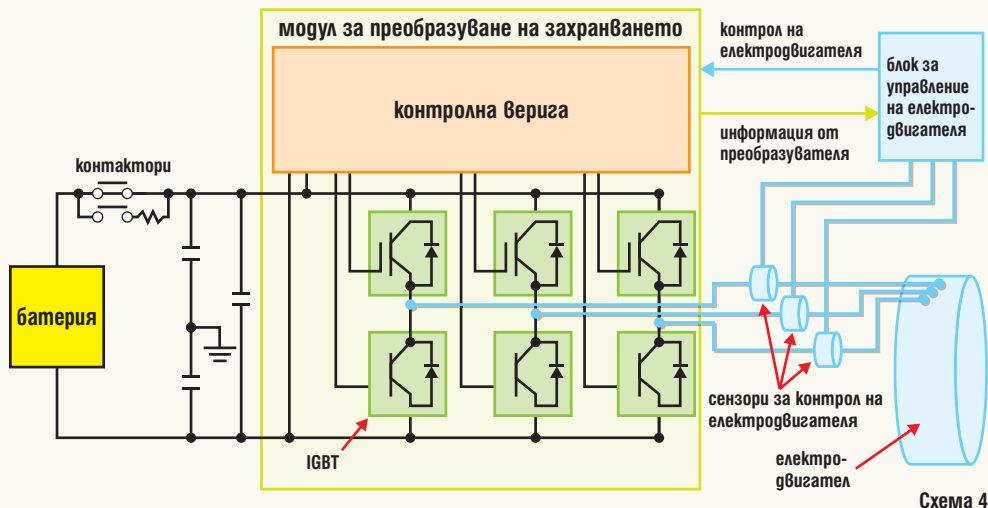 модул за преобразуване на захранването
контролна верига
контрол на
електродвигателя
блок за
управление
на електро-
двигателя
информация от
преобразувателя
контактори
батерия
IGBT
сензори за контрол на
електродвигателя
електро-
двигател
Схема 4